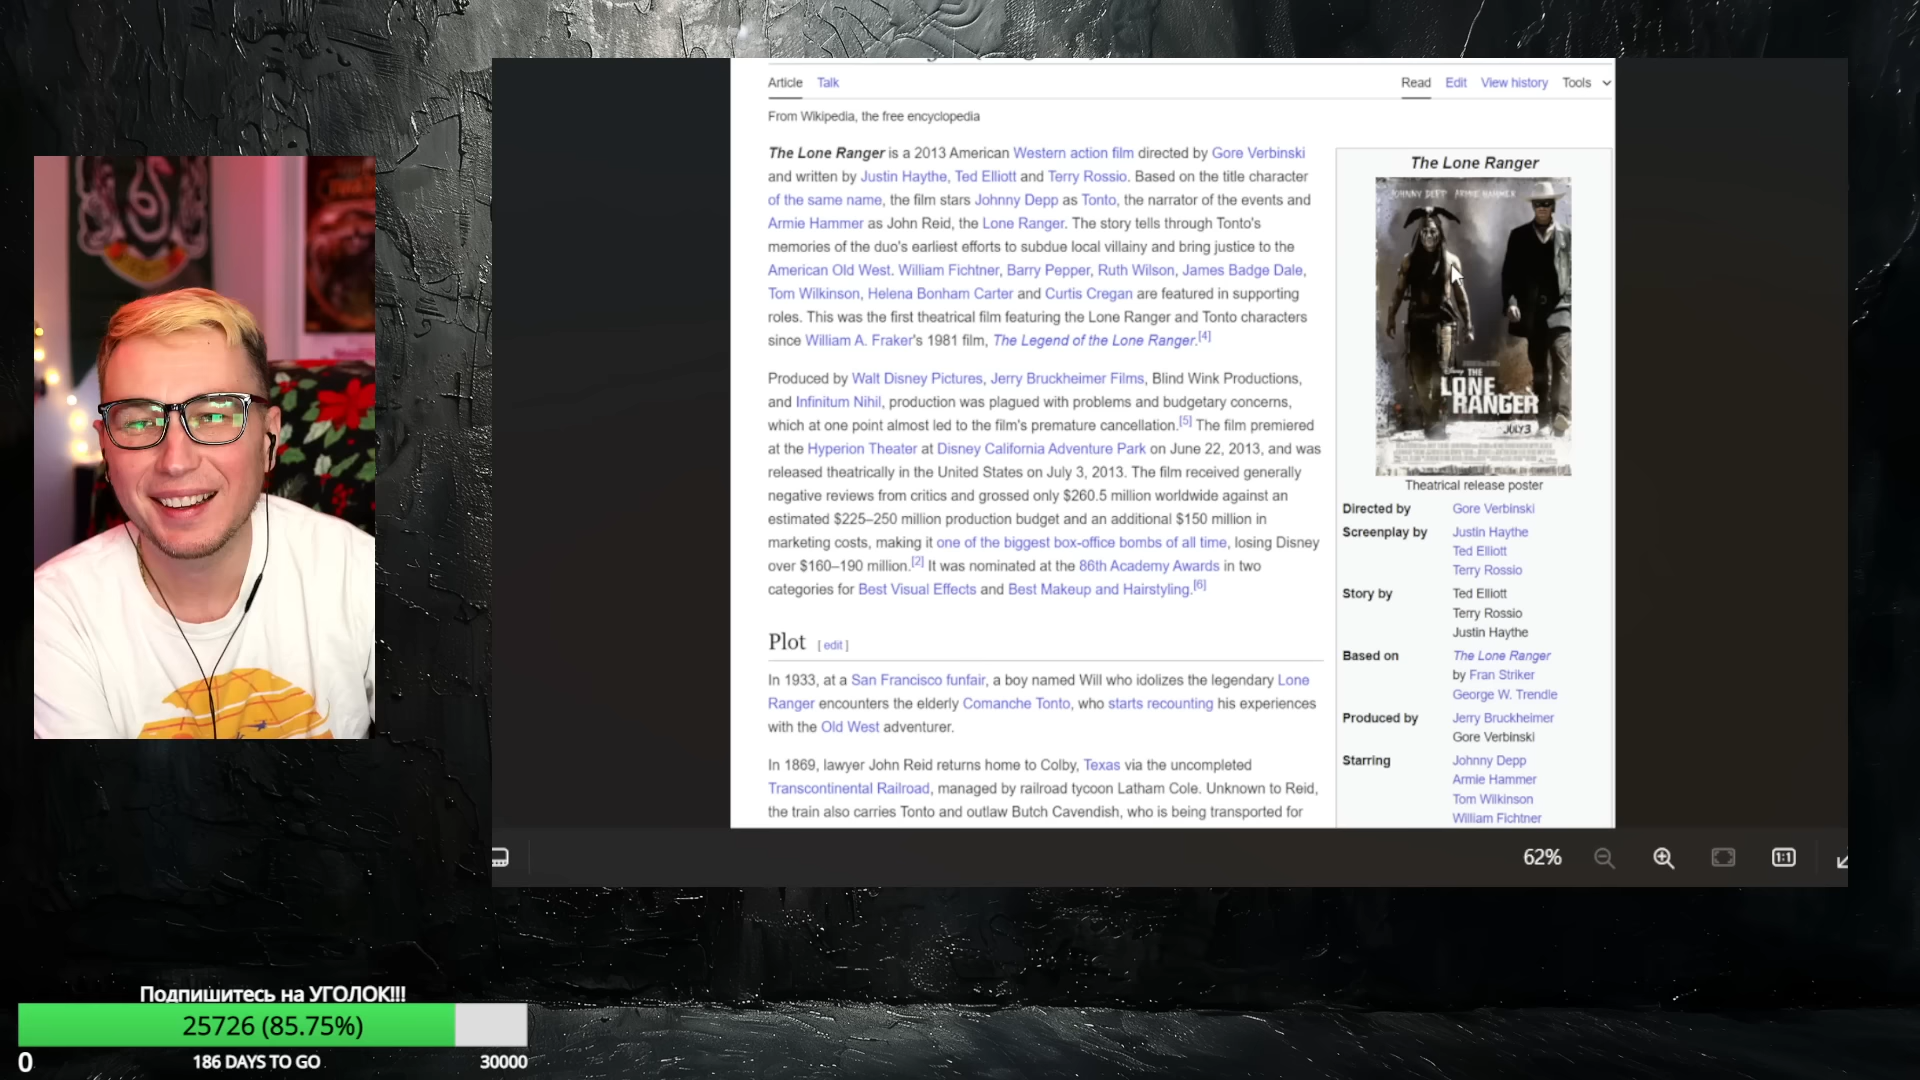 Article Talk Read Edit View history Tools
From Wikipedia, the free encyclopedia
The Lone Ranger is a 2013 American Western action film directed by Gore Verbinski
and written by Justin Haythe, Ted Elliott and Terry Rossio. Based on the title character
of the same name, the film stars Johnny Depp as Tonto, the narrator of the events and
Armie Hammer as John Reid, the Lone Ranger. The story tells through Tonto's
memories of the duo's earliest efforts to subdue local villainy and bring justice to the
American Old West. William Fichtner, Barry Pepper, Ruth Wilson, James Badge Dale,
Tom Wilkinson, Helena Bonham Carter and Curtis Cregan are featured in supporting
roles. This was the first theatrical film featuring the Lone Ranger and Tonto characters
since William A. Fraker's 1981 film, The Legend of the Lone Ranger.[4]
Produced by Walt Disney Pictures, Jerry Bruckheimer Films, Blind Wink Productions,
and Infinitum Nihil, production was plagued with problems and budgetary concerns,
which at one point almost led to the film's premature cancellation.[5] The film premiered
at the Hyperion Theater at Disney California Adventure Park on June 22, 2013, and was
released theatrically in the United States on July 3, 2013. The film received generally
negative reviews from critics and grossed only $260.5 million worldwide against an
estimated $225–250 million production budget and an additional $150 million in
marketing costs, making it one of the biggest box-office bombs of all time, losing Disney
over $160–190 million.[2] It was nominated at the 86th Academy Awards in two
categories for Best Visual Effects and Best Makeup and Hairstyling.[6]
Plot [ edit ]
In 1933, at a San Francisco funfair, a boy named Will who idolizes the legendary Lone
Ranger encounters the elderly Comanche Tonto, who starts recounting his experiences
with the Old West adventurer.
In 1869, lawyer John Reid returns home to Colby, Texas via the uncompleted
Transcontinental Railroad, managed by railroad tycoon Latham Cole. Unknown to Reid,
the train also carries Tonto and outlaw Butch Cavendish, who is being transported for
The Lone Ranger
JOHNNY DEPP ARMIE HAMMER
Disney THE
LONE
RANGER
JULY 3
Theatrical release poster
Directed by Gore Verbinski
Screenplay by Justin Haythe
Ted Elliott
Terry Rossio
Story by Ted Elliott
Terry Rossio
Justin Haythe
Based on The Lone Ranger
by Fran Striker
George W. Trendle
Produced by Jerry Bruckheimer
Gore Verbinski
Starring Johnny Depp
Armie Hammer
Tom Wilkinson
William Fichtner
62% 1:1
Подпишитесь на УГОЛОК!!!
25726 (85.75%)
0 186 DAYS TO GO 30000